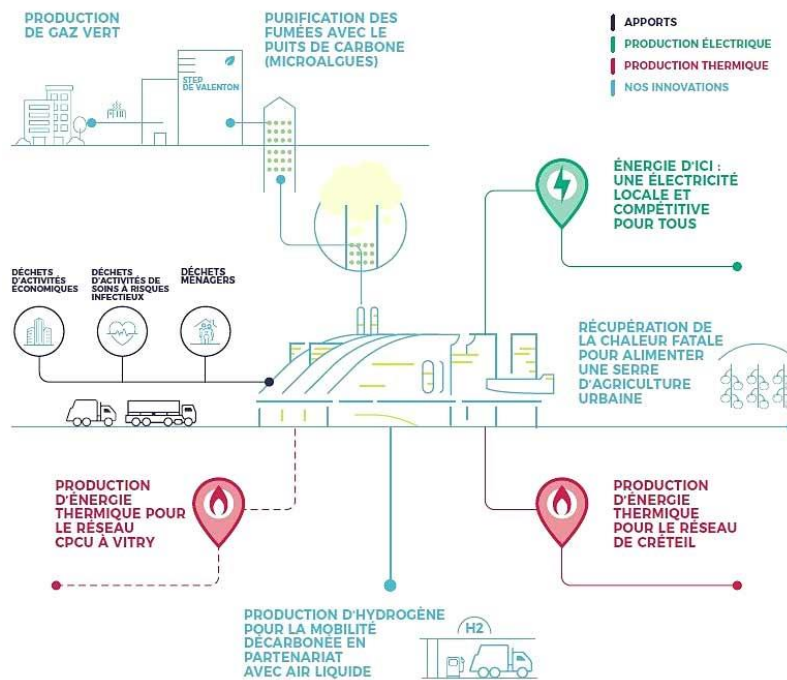 PRODUCTION
DE GAZ VERT
PURIFICATION DES
FUMÉES AVEC LE
PUITS DE CARBONE
(MICROALGUES)
APPORTS
PRODUCTION ÉLECTRIQUE
PRODUCTION THERMIQUE
NOS INNOVATIONS
STEP
DE VALENTON
ÉNERGIE D'ICI :
UNE ÉLECTRICITÉ
LOCALE ET
COMPÉTITIVE
POUR TOUS
DÉCHETS
D'ACTIVITÉS
ÉCONOMIQUES
DÉCHETS
D'ACTIVITÉS DE
SOINS À RISQUES
INFECTIEUX
DÉCHETS
MÉNAGERS
RÉCUPÉRATION DE
LA CHALEUR FATALE
POUR ALIMENTER
UNE SERRE
D'AGRICULTURE
URBAINE
PRODUCTION
D'ÉNERGIE
THERMIQUE POUR
LE RÉSEAU
CPCU À VITRY
PRODUCTION
D'ÉNERGIE
THERMIQUE
POUR LE RÉSEAU
DE CRÉTEIL
PRODUCTION D'HYDROGÈNE
POUR LA MOBILITÉ
DÉCARBONÉE EN
PARTENARIAT
AVEC AIR LIQUIDE
H2